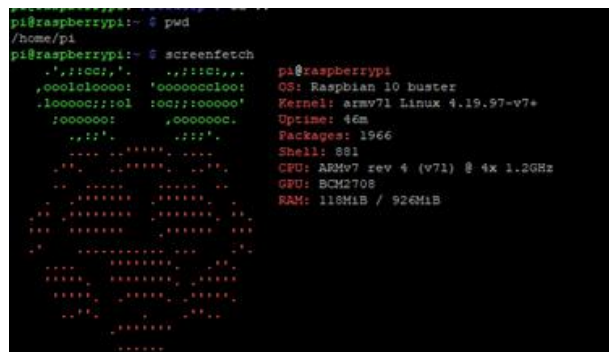 pi@raspberrypi:~ $ pwd
/home/pi
pi@raspberrypi:~ $ screenfetch
pi@raspberrypi
OS: Raspbian 10 buster
Kernel: armv7l Linux 4.19.97-v7+
Uptime: 46m
Packages: 1966
Shell: 881
CPU: ARMv7 rev 4 (v7l) @ 4x 1.2GHz
GPU: BCM2708
RAM: 118MiB / 926MiB